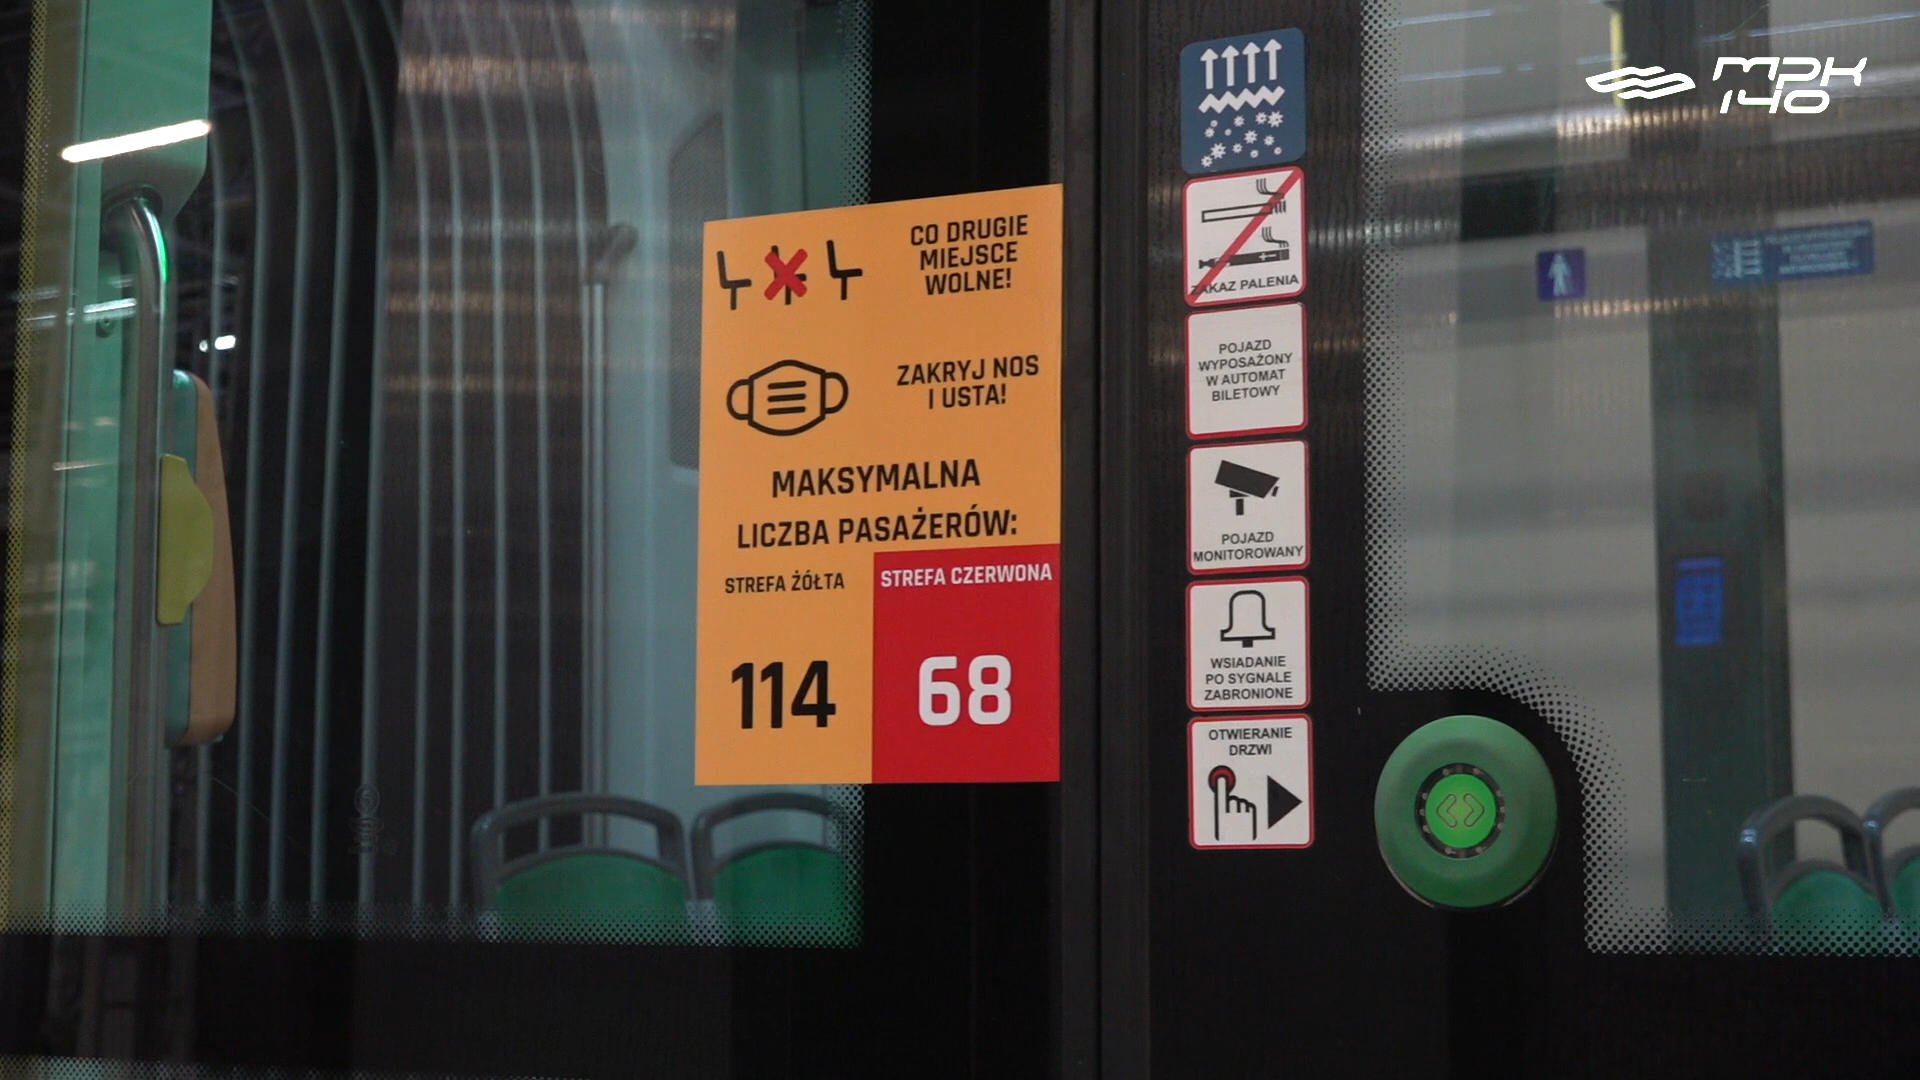 MPK
140
CO DRUGIE
MIEJSCE
WOLNE!
ZAKRYJ NOS
I USTA!
MAKSYMALNA
LICZBA PASAŻERÓW:
STREFA ŻÓŁTA
STREFA CZERWONA
114
68
ZAKAZ PALENIA
POJAZD
WYPOSAŻONY
W AUTOMAT
BILETOWY
POJAZD
MONITOROWANY
WSIADANIE
PO SYGNALE
ZABRONIONE
OTWIERANIE
DRZWI